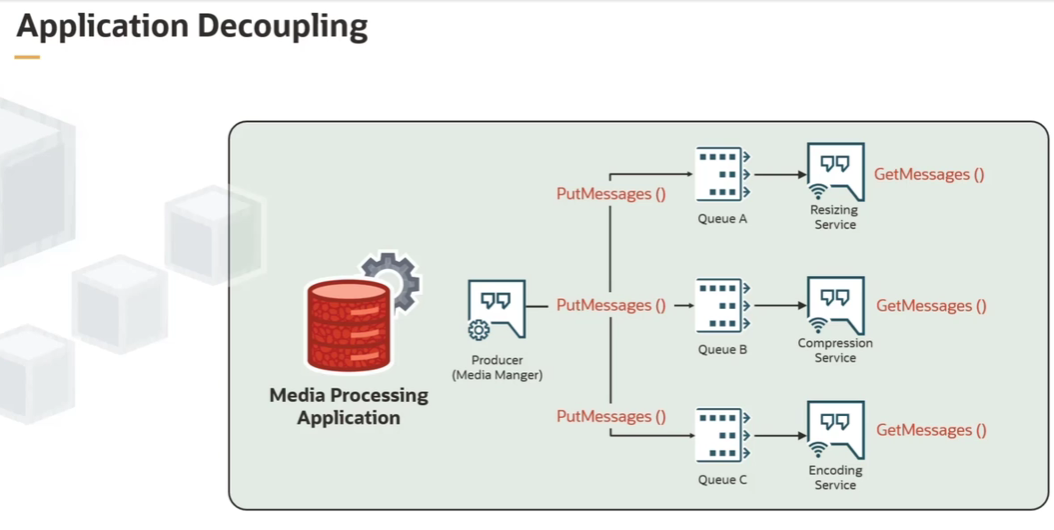 Application Decoupling
Media Processing
Application
Producer
(Media Manger)
PutMessages ()
Queue A
Resizing
Service
GetMessages ()
PutMessages ()
Queue B
Compression
Service
GetMessages ()
PutMessages ()
Queue C
Encoding
Service
GetMessages ()